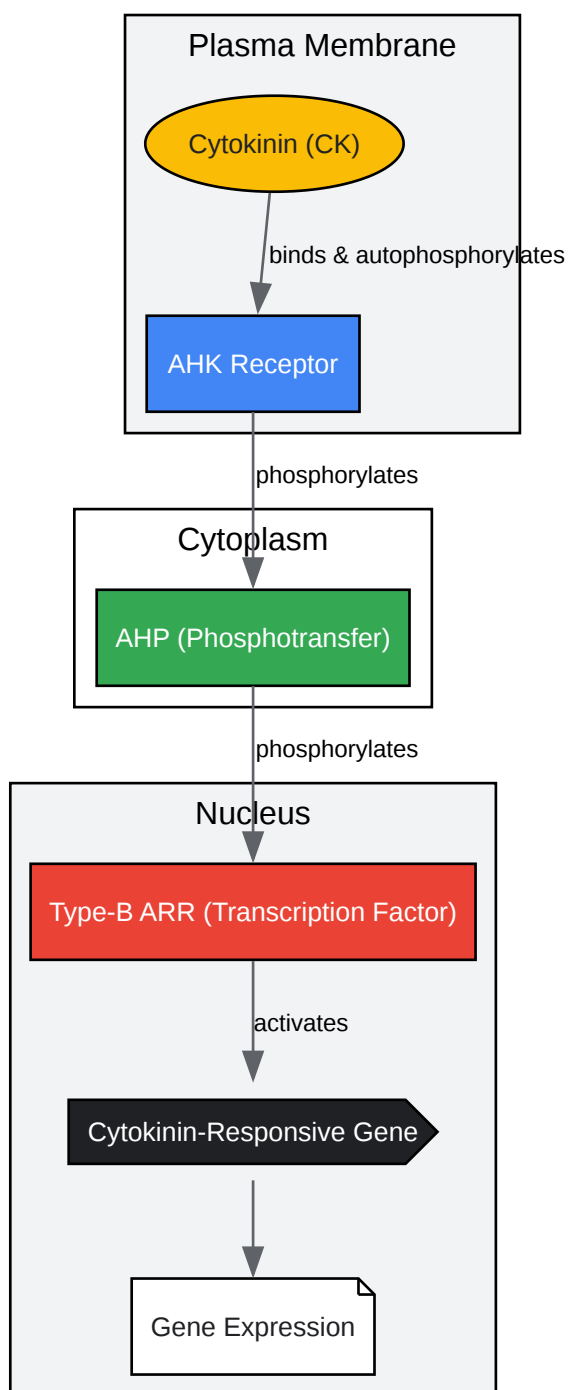 Plasma Membrane
Cytokinin (CK)
binds & autophosphorylates
AHK Receptor
phosphorylates
Cytoplasm
AHP (Phosphotransfer)
phosphorylates
Nucleus
Type-B ARR (Transcription Factor)
activates
Cytokinin-Responsive Gene
Gene Expression